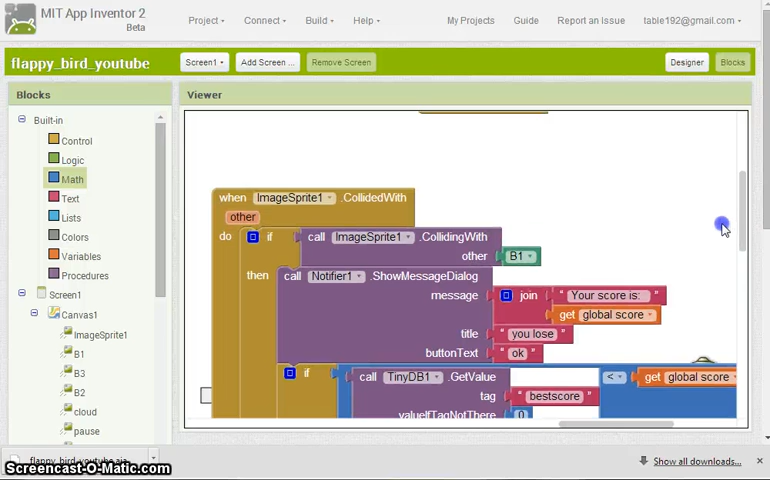 MIT App Inventor 2
Beta
Project Connect Build Help My Projects Guide Report an Issue table192@gmail.com
flappy_bird_youtube Screen1 Add Screen ... Remove Screen Designer Blocks
Blocks Viewer
Built-in
Control
Logic
Math
Text
Lists
Colors
Variables
Procedures
Screen1
Canvas1
ImageSprite1
B1
B3
B2
cloud
pause
when ImageSprite1 .CollidedWith
other
do if call ImageSprite1 .CollidingWith
other B1
then call Notifier1 .ShowMessageDialog
message join " Your score is: "
get global score
title " you lose "
buttonText " ok "
if call TinyDB1 .GetValue < get global score
tag " bestscore "
valueIfTagNotThere 0
flappy_bird_youtube.aia
Show all downloads...
Screencast-O-Matic.com